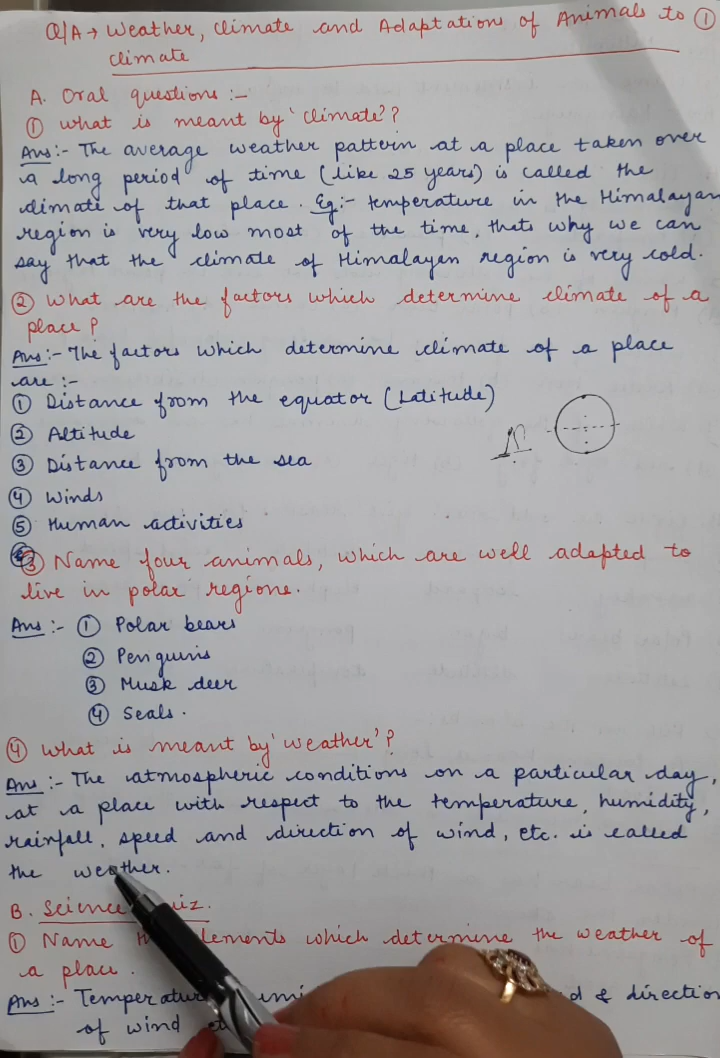 Q/A → Weather, climate and Adaptations of Animals to ①
climate
A. Oral questions :-
① What is meant by 'climate'?
Ans :- The average weather pattern at a place taken over
a long period of time (like 25 years) is called the
climate of that place. Eg:- temperature in the Himalayan
region is very low most of the time, thats why we can
say that the climate of Himalayan region is very cold.
② What are the factors which determine climate of a
place?
Ans :- The factors which determine climate of a place
are :-
① Distance from the equator (Latitude)
② Altitude
③ Distance from the sea
④ Winds
⑤ Human activities
③ Name four animals, which are well adapted to
live in polar regions.
Ans :- ① Polar bears
② Penguins
③ Musk deer
④ Seals.
④ What is meant by 'weather'?
Ans :- The atmospheric conditions on a particular day,
at a place with respect to the temperature, humidity,
rainfall, speed and direction of wind, etc. is called
the weather.
B. Science
① Name which determine the weather of
a place.
Ans :- & direction
of wind